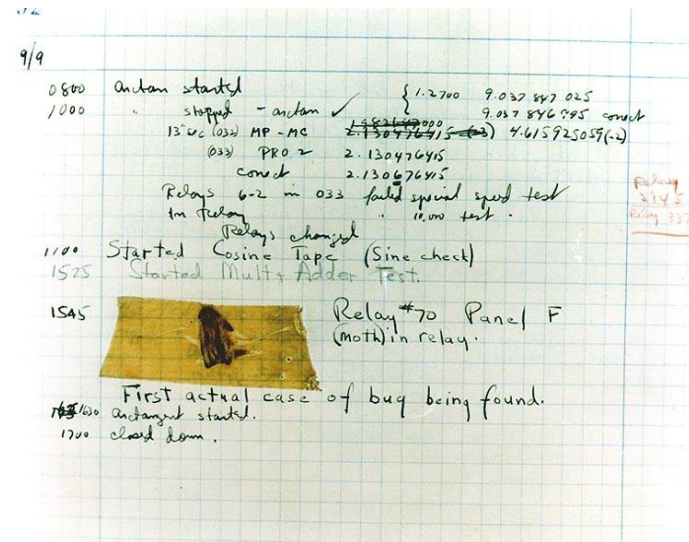 9/9
0800 antan started { 1.2700 9.037 847 025
1000 " stopped - antan ✓ 9.037 846 995 conect
13"uc (032) MP - MC 2.130476415 4.615925059(-2)
(033) PRO 2 2.130476415
conect 2.130676415
Relays 6-2 in 033 failed special speed test
In relay " 10,000 test.
Relays changed
Relay 3370
1100 Started Cosine Tape (Sine check)
1525 Started Mult + Adder Test.
1545 Relay #70 Panel F
(moth) in relay.
First actual case of bug being found.
1630 antangent started.
1700 closed down.